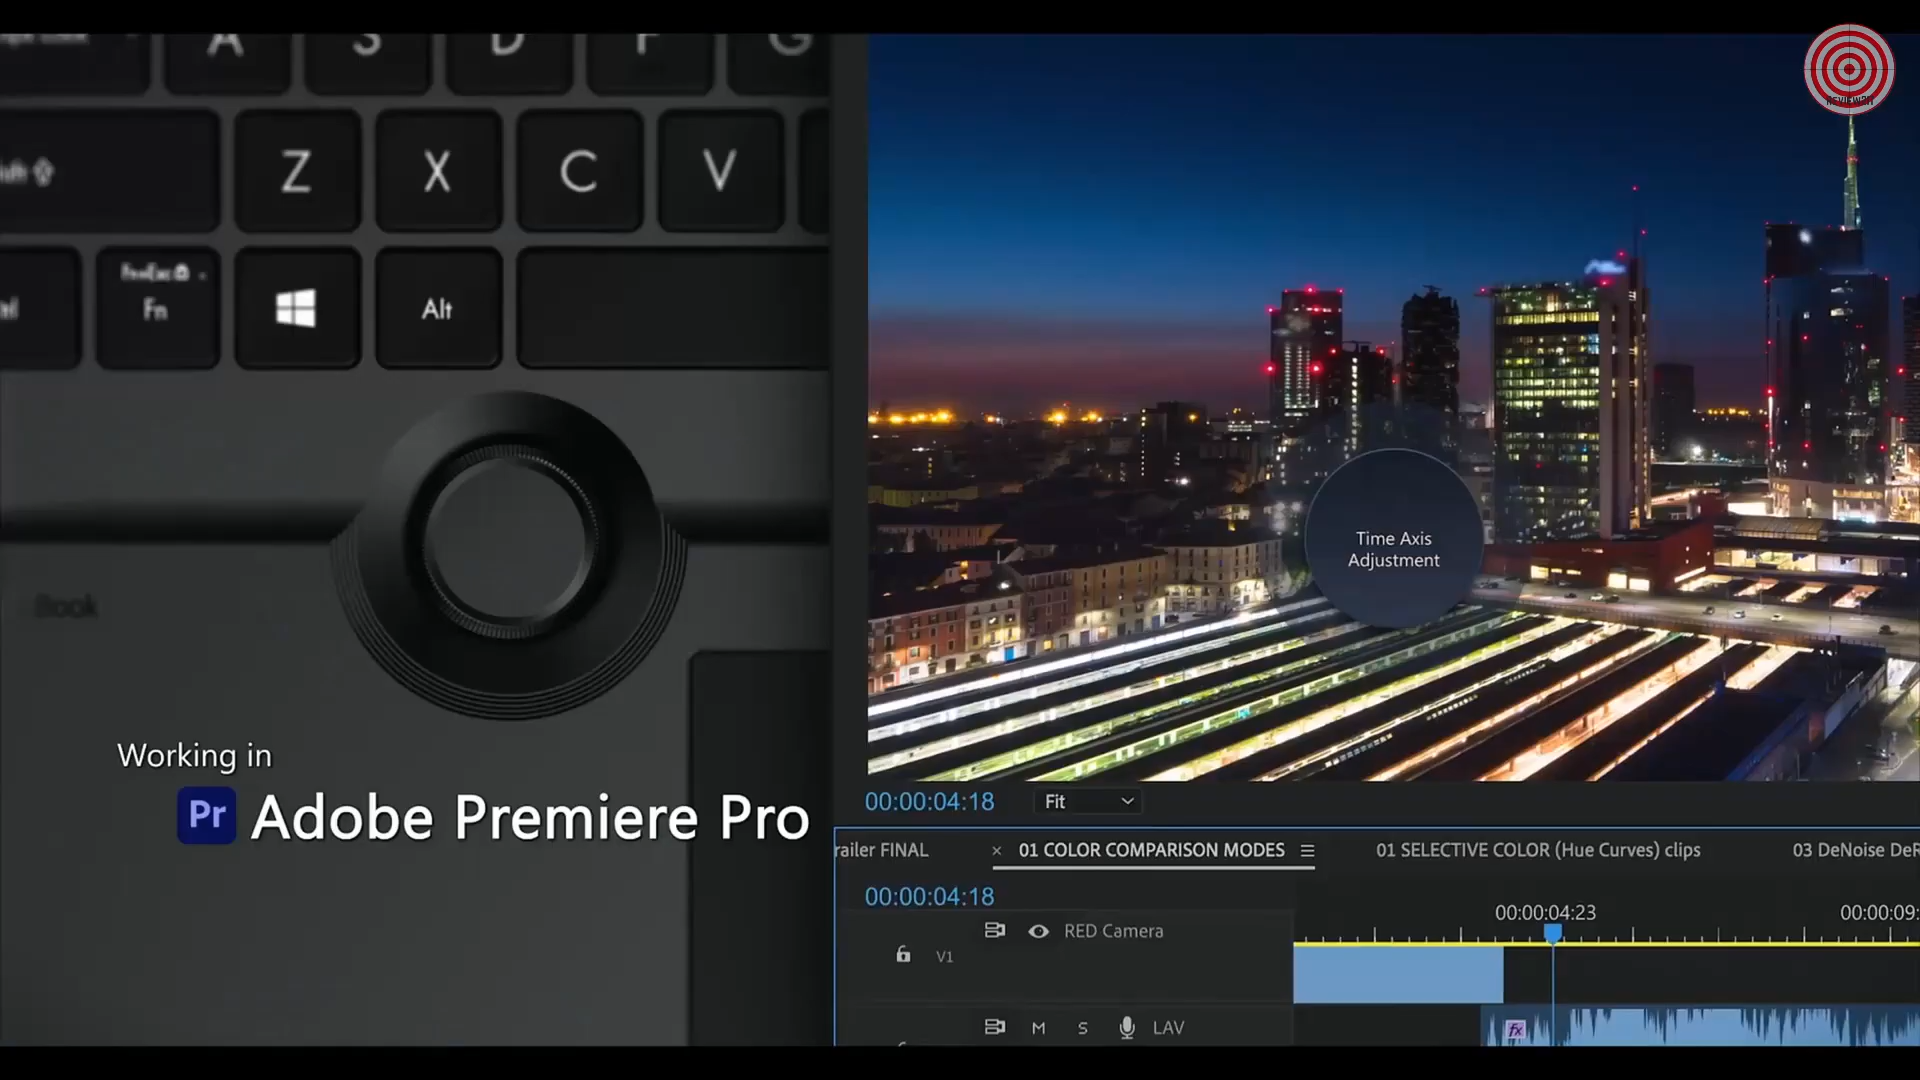 A S D F G
Z X C V
Fn
Alt
Book
Working in
Pr Adobe Premiere Pro
Time Axis
Adjustment
00:00:04:18
Fit
railer FINAL
× 01 COLOR COMPARISON MODES
01 SELECTIVE COLOR (Hue Curves) clips
03 DeNoise DeR
00:00:04:18
00:00:04:23
00:00:09:
RED Camera
V1
fx
M S LAV